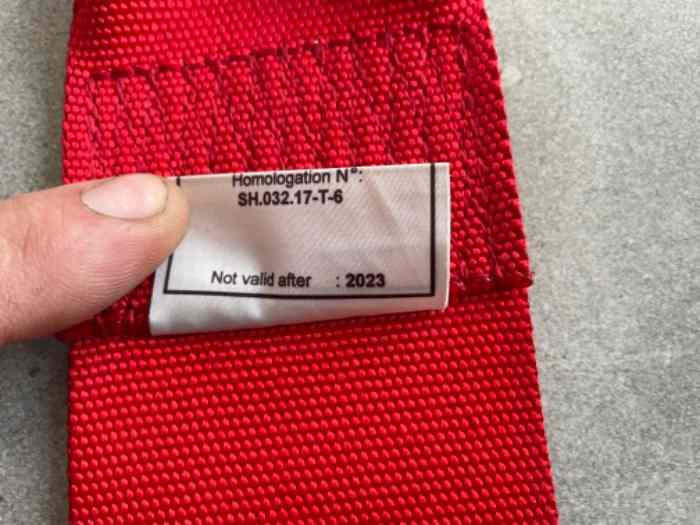 Homologation N°:
SH.032.17-T-6
Not valid after : 2023